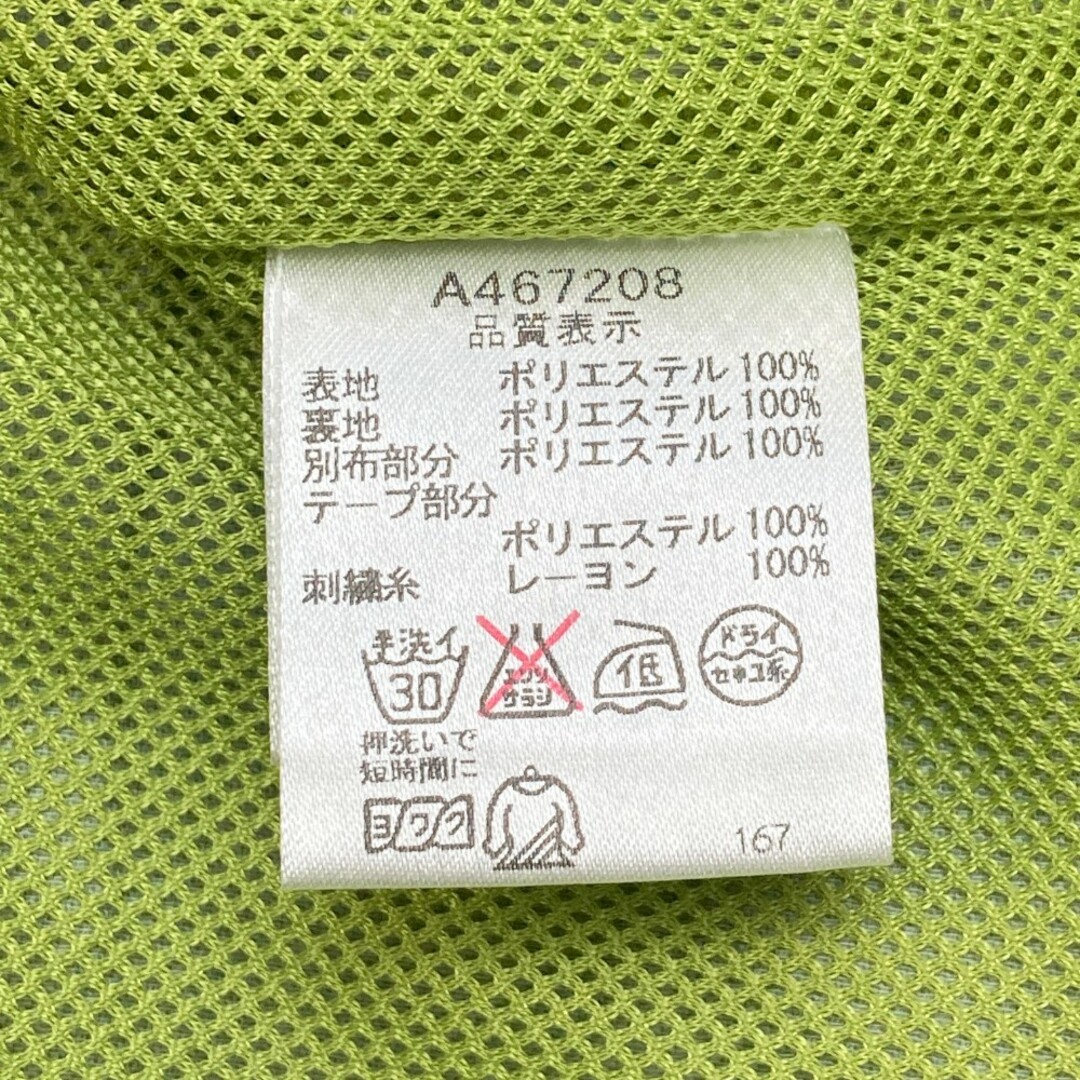 A467208
品質表示
表地 ポリエステル 100%
裏地 ポリエステル 100%
別布部分 ポリエステル 100%
テープ部分
ポリエステル 100%
刺繍糸 レーヨン 100%
手洗イ
30
エンソ
サラシ
低
ドライ
セキユ系
押洗いで
短時間に
ヨワク
167